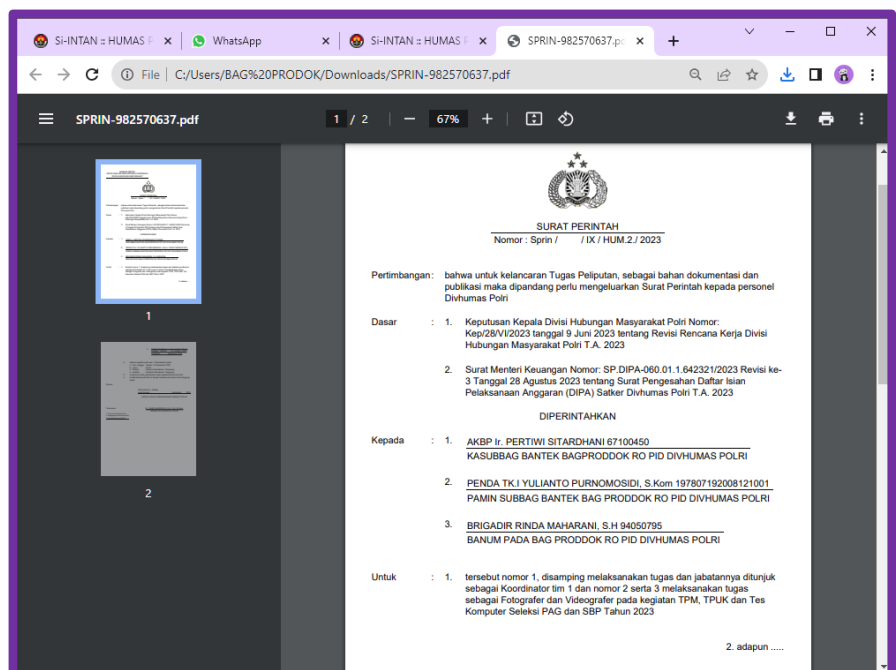 Si-INTAN :: HUMAS P
WhatsApp
Si-INTAN :: HUMAS P
SPRIN-982570637.pd
File | C:/Users/BAG%20PRODOK/Downloads/SPRIN-982570637.pdf
SPRIN-982570637.pdf
1 / 2
67%
1
2
SURAT PERINTAH
Nomor : Sprin / / IX / HUM.2./ 2023
Pertimbangan : bahwa untuk kelancaran Tugas Peliputan, sebagai bahan dokumentasi dan
publikasi maka dipandang perlu mengeluarkan Surat Perintah kepada personel
Divhumas Polri
Dasar : 1. Keputusan Kepala Divisi Hubungan Masyarakat Polri Nomor:
Kep/28/VI/2023 tanggal 9 Juni 2023 tentang Revisi Rencana Kerja Divisi
Hubungan Masyarakat Polri T.A. 2023
2. Surat Menteri Keuangan Nomor: SP.DIPA-060.01.1.642321/2023 Revisi ke-
3 Tanggal 28 Agustus 2023 tentang Surat Pengesahan Daftar Isian
Pelaksanaan Anggaran (DIPA) Satker Divhumas Polri T.A. 2023
DIPERINTAHKAN
Kepada : 1. AKBP Ir. PERTIWI SITARDHANI 67100450
KASUBBAG BANTEK BAGPRODDOK RO PID DIVHUMAS POLRI
2. PENDA TK.I YULIANTO PURNOMOSIDI, S.Kom 197807192008121001
PAMIN SUBBAG BANTEK BAG PRODDOK RO PID DIVHUMAS POLRI
3. BRIGADIR RINDA MAHARANI, S.H 94050795
BANUM PADA BAG PRODDOK RO PID DIVHUMAS POLRI
Untuk : 1. tersebut nomor 1, disamping melaksanakan tugas dan jabatannya ditunjuk
sebagai Koordinator tim 1 dan nomor 2 serta 3 melaksanakan tugas
sebagai Fotografer dan Videografer pada kegiatan TPM, TPUK dan Tes
Komputer Seleksi PAG dan SBP Tahun 2023
2. adapun .....